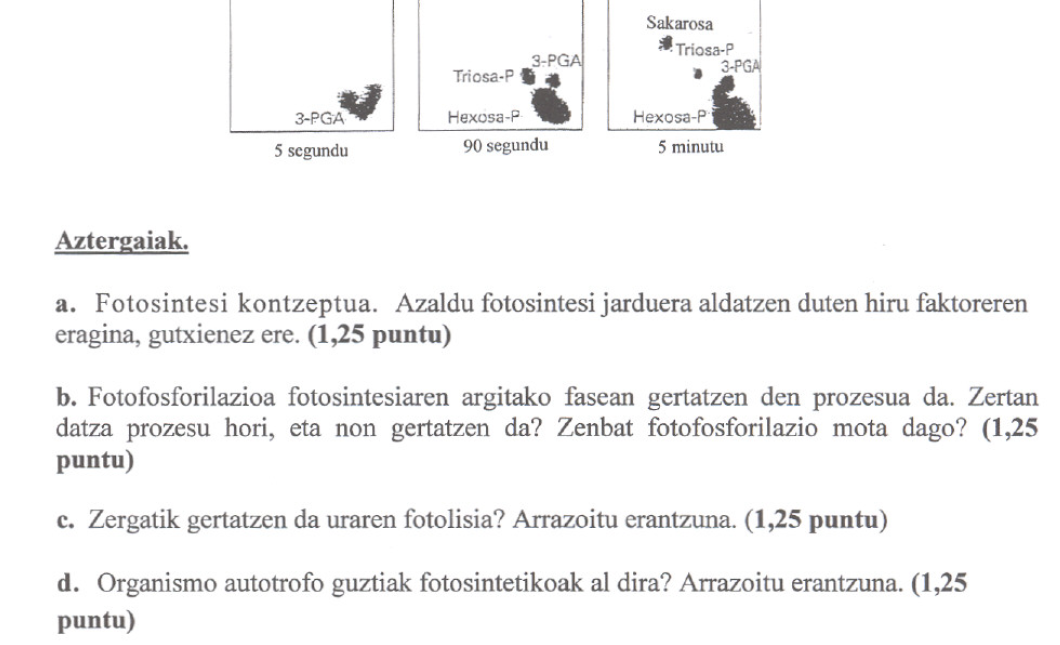 Sakarosa
Triosa-P
3-PGA
3-PGA
Triosa-P
3-PGA
Hexosa-P
Hexosa-P
5 segundu
90 segundu
5 minutu
Aztergaiak.
a. Fotosintesi kontzeptua. Azaldu fotosintesi jarduera aldatzen duten hiru faktoreren
eragina, gutxienez ere. (1,25 puntu)
b. Fotofosforilazioa fotosintesiaren argitako fasean gertatzen den prozesua da. Zertan
datza prozesu hori, eta non gertatzen da? Zenbat fotofosforilazio mota dago? (1,25
puntu)
c. Zergatik gertatzen da uraren fotolisia? Arrazoitu erantzuna. (1,25 puntu)
d. Organismo autotrofo guztiak fotosintetikoak al dira? Arrazoitu erantzuna. (1,25
puntu)